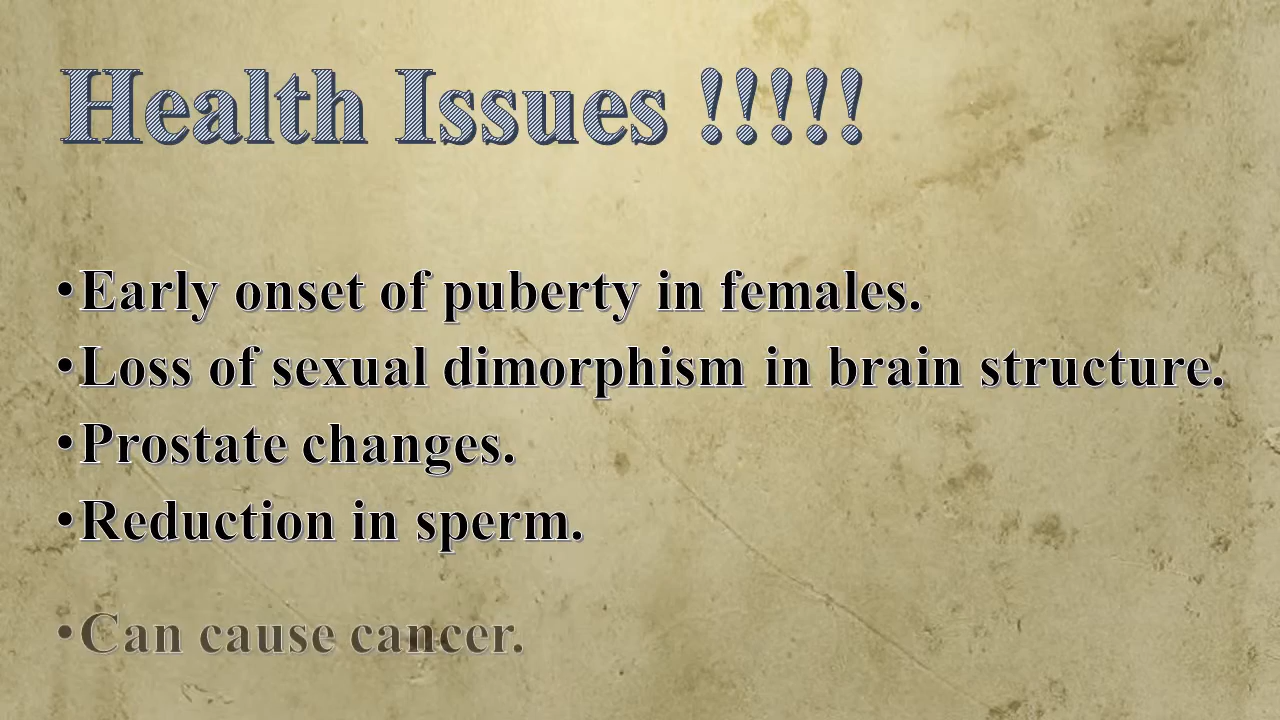 Health Issues !!!!!
•Early onset of puberty in females.
•Loss of sexual dimorphism in brain structure.
•Prostate changes.
•Reduction in sperm.
•Can cause cancer.